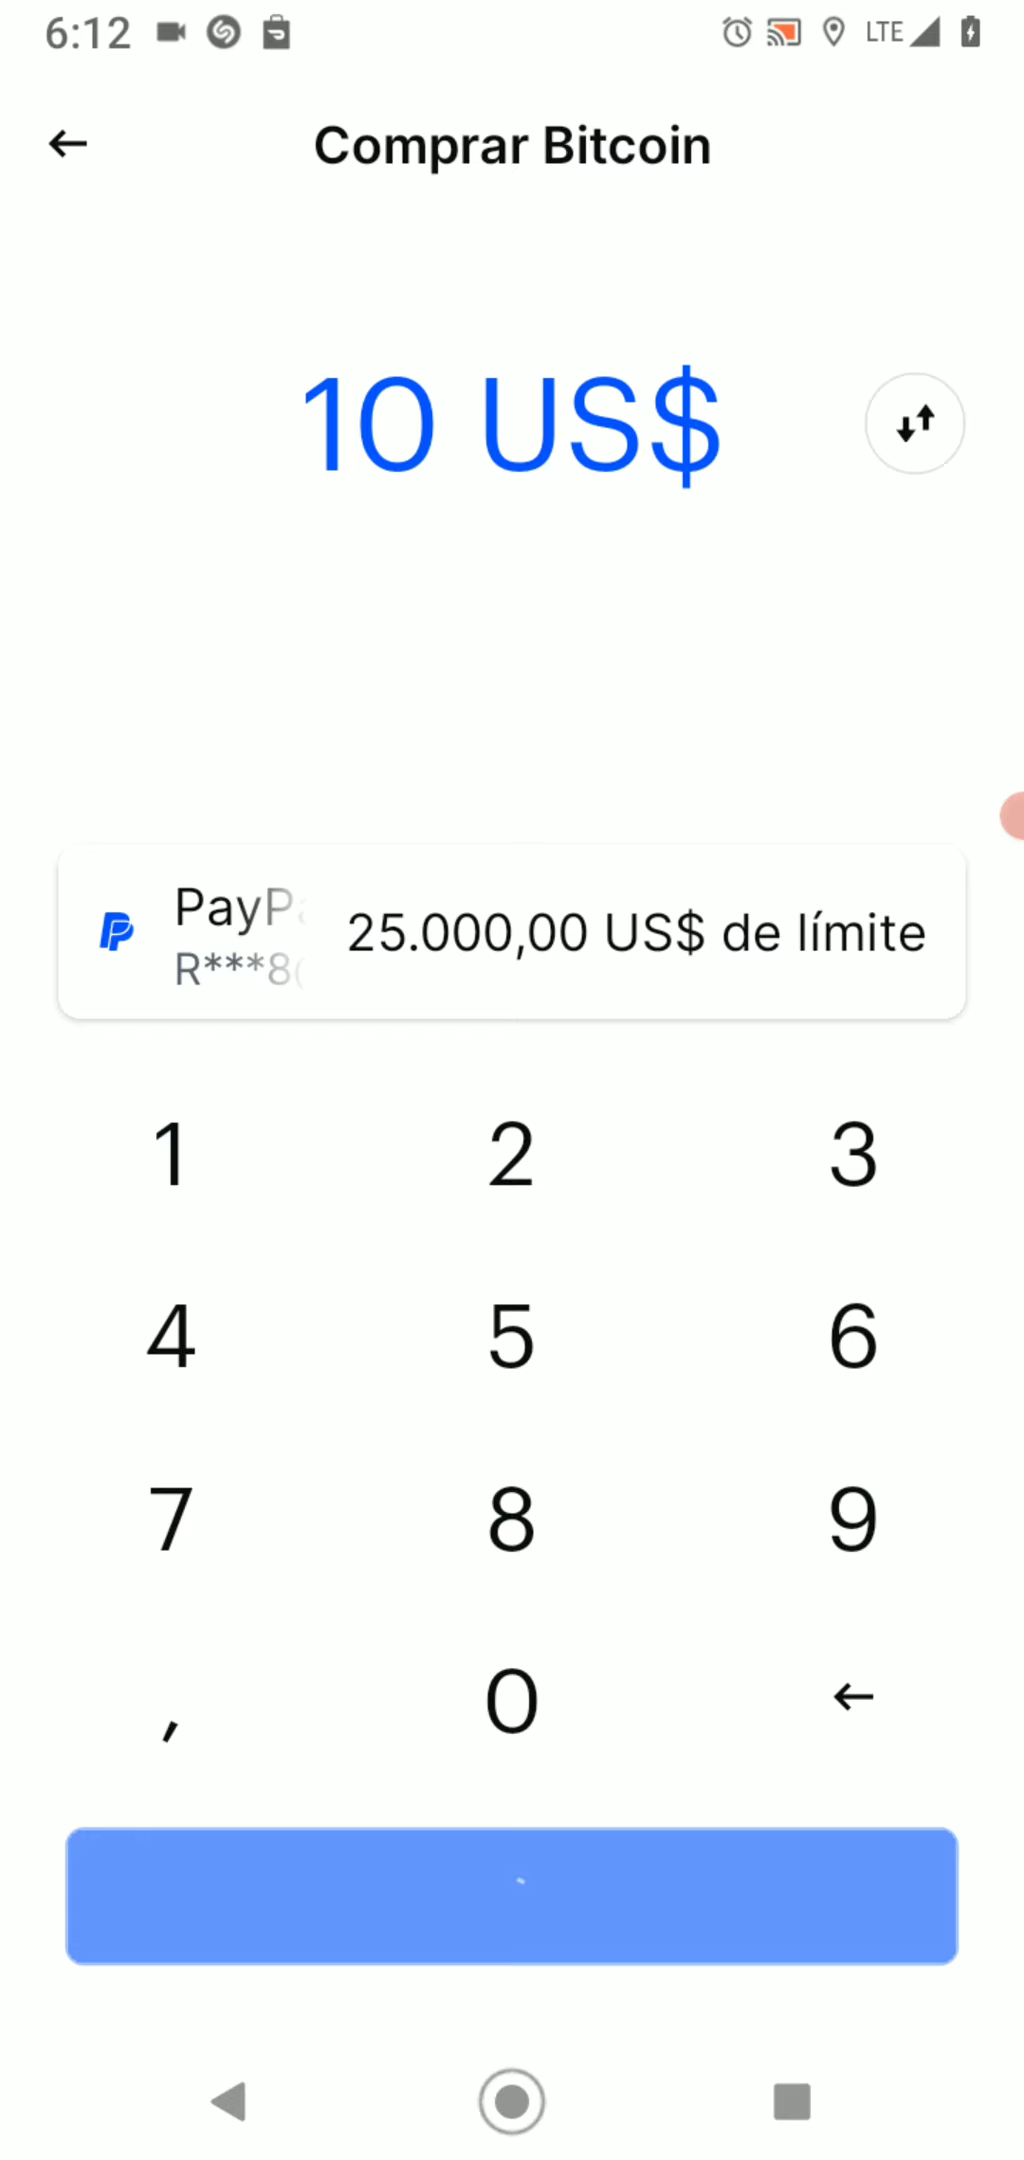 6:12
LTE
Comprar Bitcoin
10 US$
25.000,00 US$ de límite
R***8
1 2 3
4 5 6
7 8 9
, 0